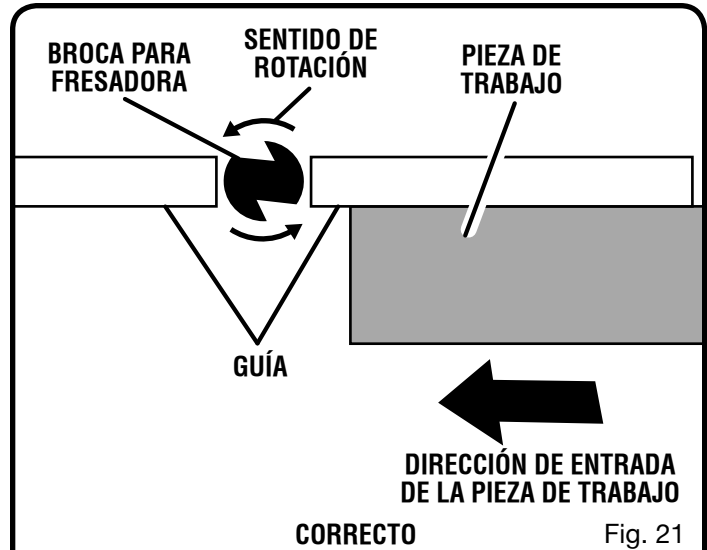 BROCA PARA
FRESADORA
SENTIDO DE
ROTACIÓN
PIEZA DE
TRABAJO
GUÍA
DIRECCIÓN DE ENTRADA
DE LA PIEZA DE TRABAJO
CORRECTO
Fig. 21